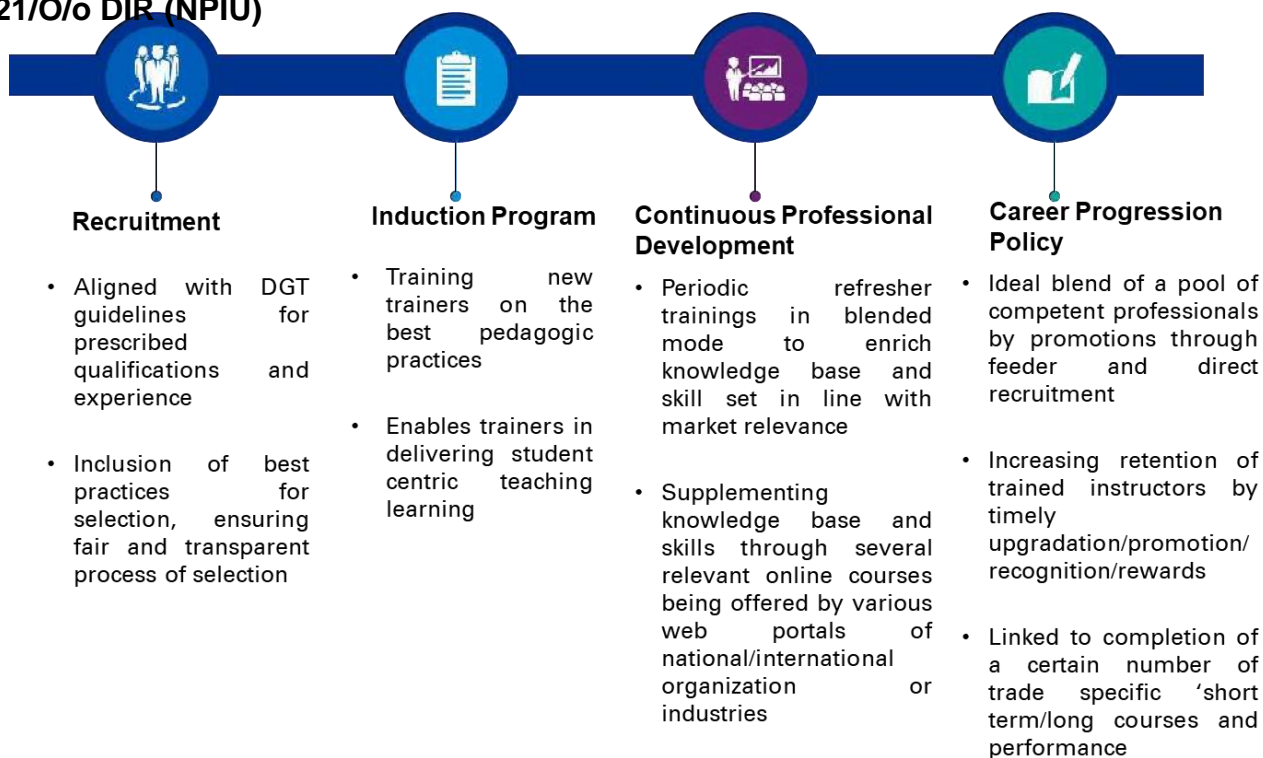 21/O/o DIR (NPIU)
Recruitment
• Aligned with DGT
guidelines for
prescribed
qualifications and
experience
• Inclusion of best
practices for
selection, ensuring
fair and transparent
process of selection
Induction Program
• Training new
trainers on the
best pedagogic
practices
• Enables trainers in
delivering student
centric teaching
learning
Continuous Professional
Development
• Periodic refresher
trainings in blended
mode to enrich
knowledge base and
skill set in line with
market relevance
• Supplementing
knowledge base and
skills through several
relevant online courses
being offered by various
web portals of
national/international
organization or
industries
Career Progression
Policy
• Ideal blend of a pool of
competent professionals
by promotions through
feeder and direct
recruitment
• Increasing retention of
trained instructors by
timely
upgradation/promotion/
recognition/rewards
• Linked to completion of
a certain number of
trade specific ‘short
term/long courses and
performance